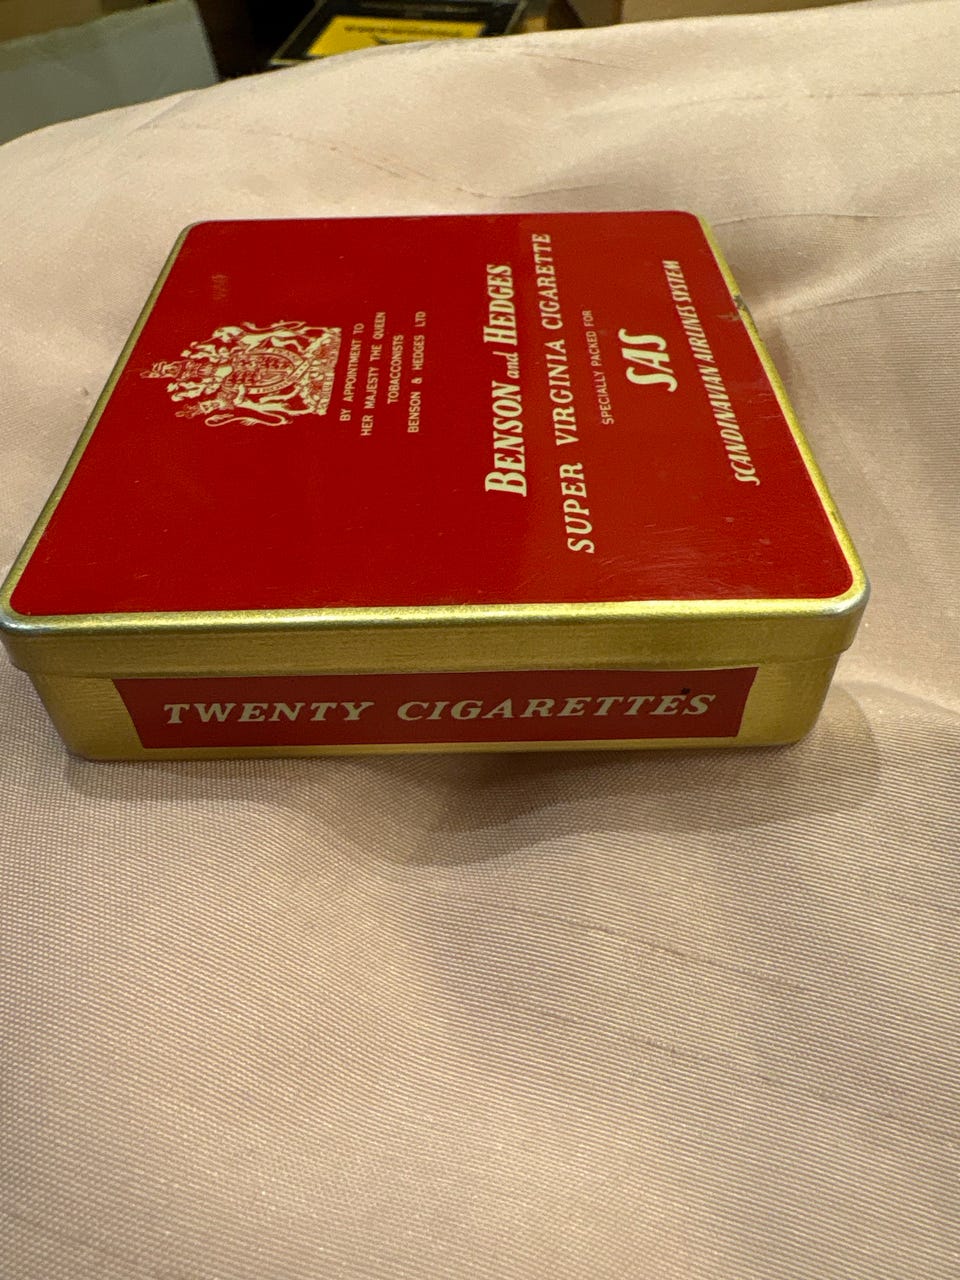 BY APPOINTMENT TO
HER MAJESTY THE QUEEN
TOBACCONISTS
BENSON & HEDGES LTD
BENSON and HEDGES
SUPER VIRGINIA CIGARETTE
SPECIALLY PACKED FOR
SAS
SCANDINAVIAN AIRLINES SYSTEM
TWENTY CIGARETTES